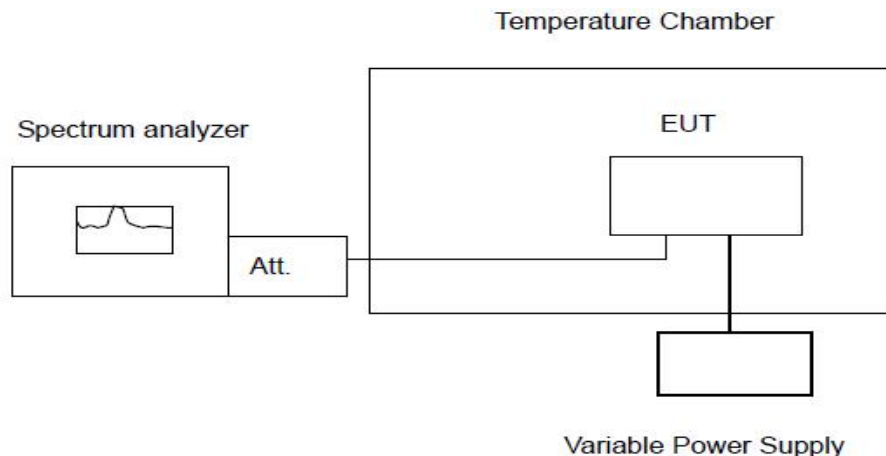 Temperature Chamber
Spectrum analyzer
EUT
Att.
Variable Power Supply